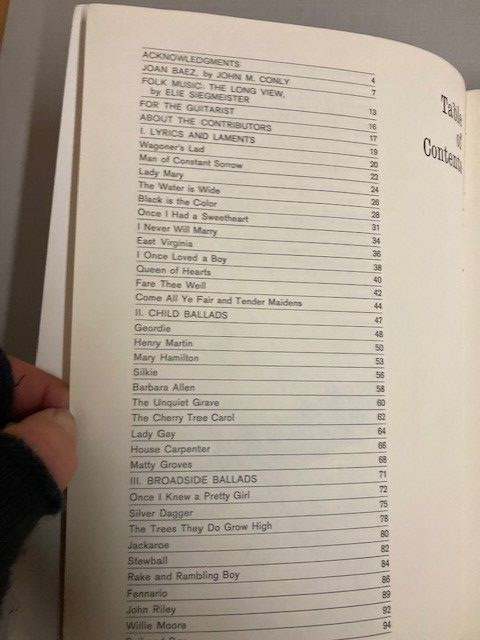 Table
of
Contents
ACKNOWLEDGMENTS 4
JOAN BAEZ, by JOHN M. CONLY 7
FOLK MUSIC: THE LONG VIEW,
by ELIE SIEGMEISTER 13
FOR THE GUITARIST 16
ABOUT THE CONTRIBUTORS 17
I. LYRICS AND LAMENTS 19
Wagoner's Lad 20
Man of Constant Sorrow 22
Lady Mary 24
The Water is Wide 26
Black is the Color 28
Once I Had a Sweetheart 31
I Never Will Marry 34
East Virginia 36
I Once Loved a Boy 38
Queen of Hearts 40
Fare Thee Well 42
Come All Ye Fair and Tender Maidens 44
II. CHILD BALLADS 47
Geordie 48
Henry Martin 50
Mary Hamilton 53
Silkie 56
Barbara Allen 58
The Unquiet Grave 60
The Cherry Tree Carol 62
Lady Gay 64
House Carpenter 66
Matty Groves 68
III. BROADSIDE BALLADS 71
Once I Knew a Pretty Girl 72
Silver Dagger 75
The Trees They Do Grow High 78
Jackaroe 80
Stewball 82
Rake and Rambling Boy 84
Fennario 86
John Riley 89
Willie Moore 92
94